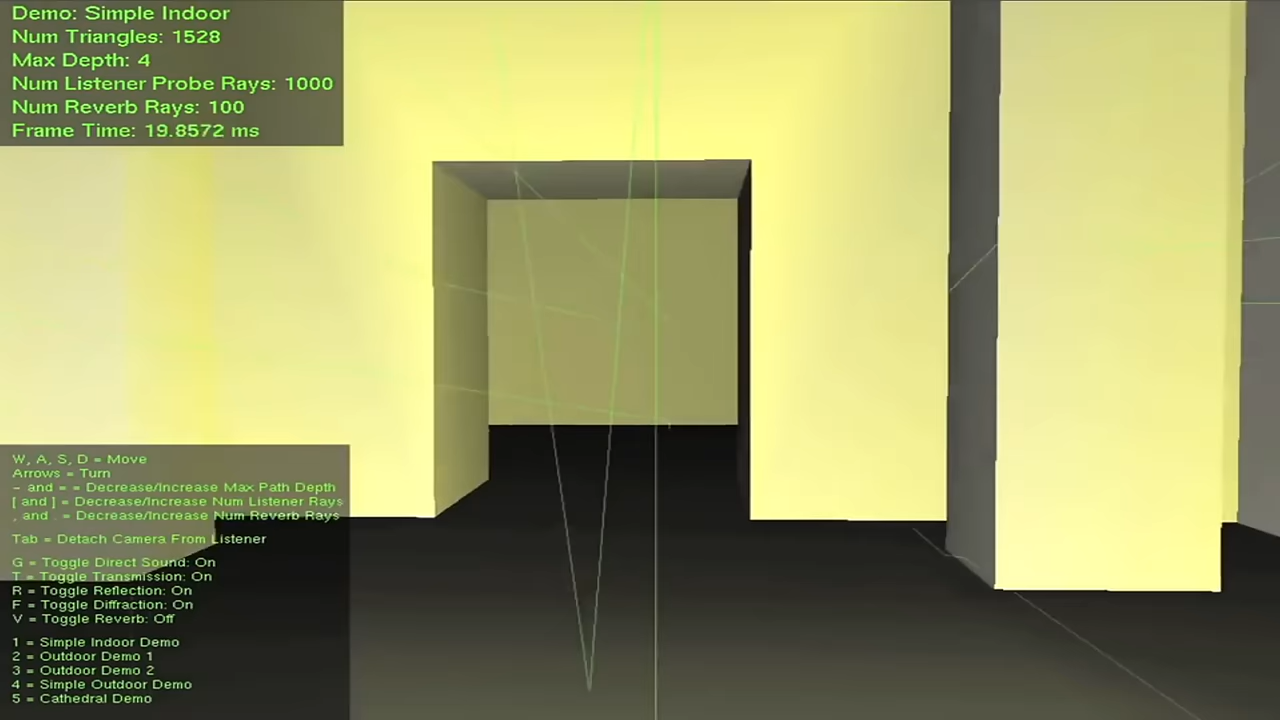 Demo: Simple Indoor
Num Triangles: 1528
Max Depth: 4
Num Listener Probe Rays: 1000
Num Reverb Rays: 100
Frame Time: 19.8572 ms
W, A, S, D = Move
Arrows = Turn
- and = = Decrease/Increase Max Path Depth
[ and ] = Decrease/Increase Num Listener Rays
, and . = Decrease/Increase Num Reverb Rays
Tab = Detach Camera From Listener
G = Toggle Direct Sound: On
T = Toggle Transmission: On
R = Toggle Reflection: On
F = Toggle Diffraction: On
V = Toggle Reverb: Off
1 = Simple Indoor Demo
2 = Outdoor Demo 1
3 = Outdoor Demo 2
4 = Simple Outdoor Demo
5 = Cathedral Demo